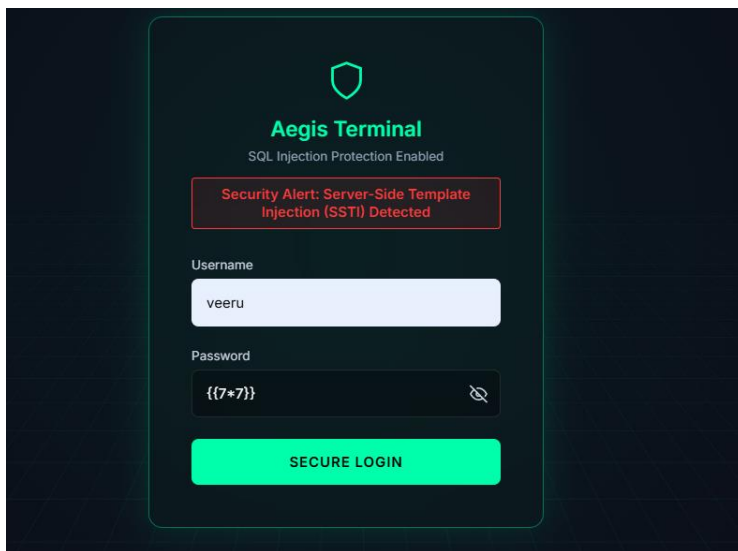 Aegis Terminal
SQL Injection Protection Enabled
Security Alert: Server-Side Template
Injection (SSTI) Detected
Username
veeru
Password
{{7*7}}
SECURE LOGIN